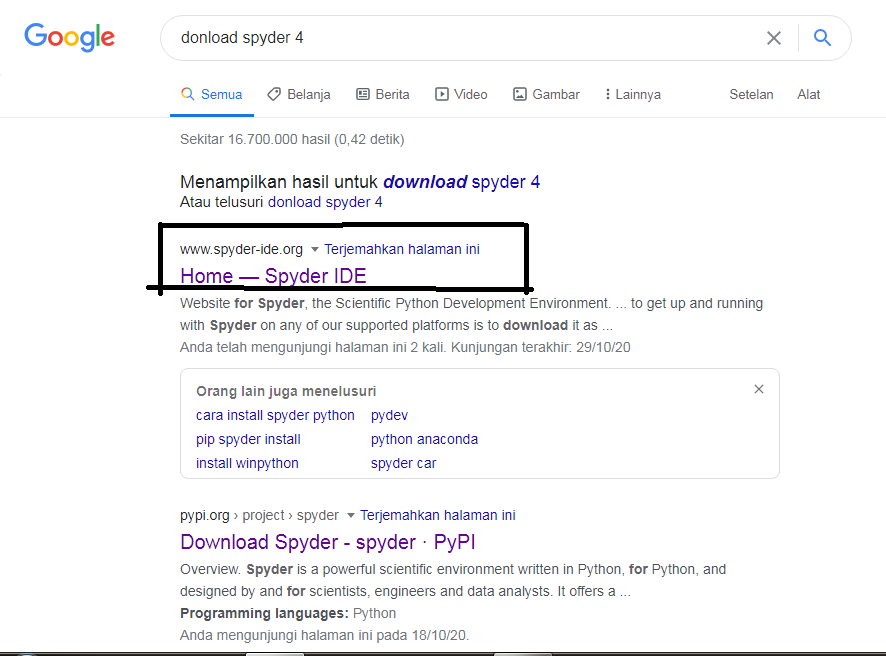 Google
donload spyder 4
Semua Belanja Berita Video Gambar Lainnya Setelan Alat
Sekitar 16.700.000 hasil (0,42 detik)
Menampilkan hasil untuk download spyder 4
Atau telusuri donload spyder 4
www.spyder-ide.org Terjemahkan halaman ini
Home — Spyder IDE
Website for Spyder, the Scientific Python Development Environment. ... to get up and running
with Spyder on any of our supported platforms is to download it as ...
Anda telah mengunjungi halaman ini 2 kali. Kunjungan terakhir: 29/10/20
Orang lain juga menelusuri
cara install spyder python pydev
pip spyder install python anaconda
install winpython spyder car
pypi.org › project › spyder Terjemahkan halaman ini
Download Spyder - spyder · PyPI
Overview. Spyder is a powerful scientific environment written in Python, for Python, and
designed by and for scientists, engineers and data analysts. It offers a ...
Programming languages: Python
Anda mengunjungi halaman ini pada 18/10/20.